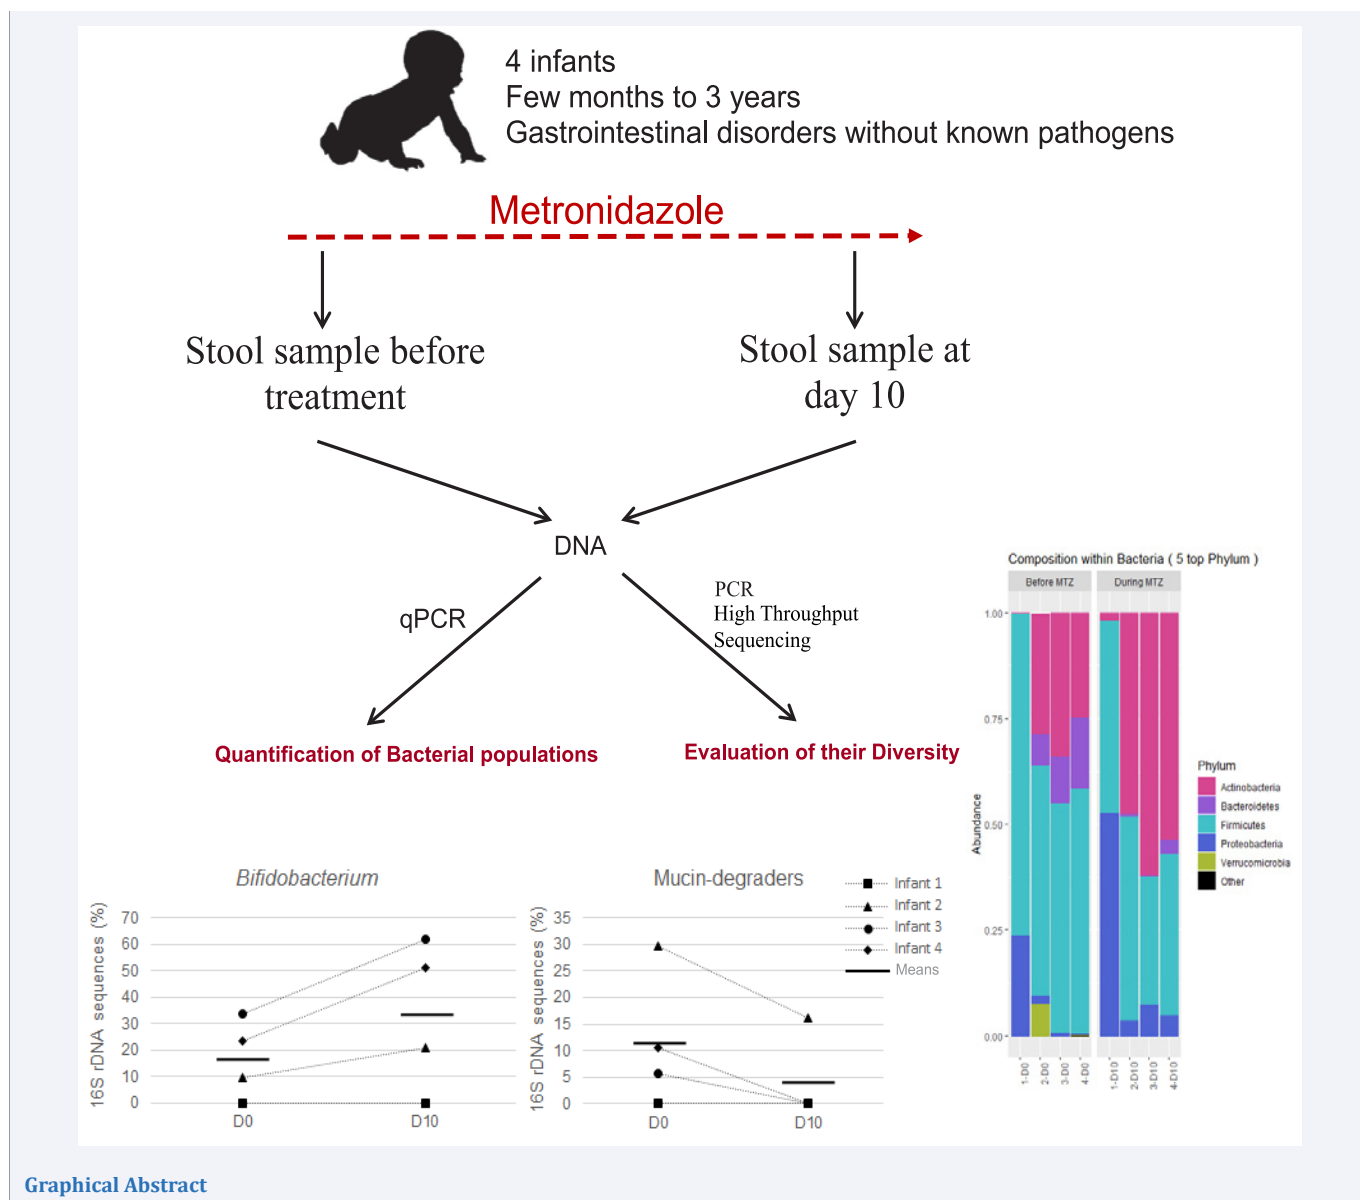 4 infants
Few months to 3 years
Gastrointestinal disorders without known pathogens
Metronidazole
Stool sample before
treatment
Stool sample at
day 10
DNA
qPCR
PCR
High Throughput
Sequencing
Quantification of Bacterial populations
Evaluation of their Diversity
Composition within Bacteria ( 5 top Phylum )
Before MTZ
During MTZ
Abundance
1.00
0.75
0.50
0.25
0.00
1-D0
2-D0
3-D0
4-D0
1-D10
2-D10
3-D10
4-D10
Phylum
Actinobacteria
Bacteroidetes
Firmicutes
Proteobacteria
Verrucomicrobia
Other
Bifidobacterium
16S rDNA sequences (%)
70
60
50
40
30
20
10
0
D0
D10
Mucin-degraders
16S rDNA sequences (%)
35
30
25
20
15
10
5
0
D0
D10
Infant 1
Infant 2
Infant 3
Infant 4
Means
Graphical Abstract